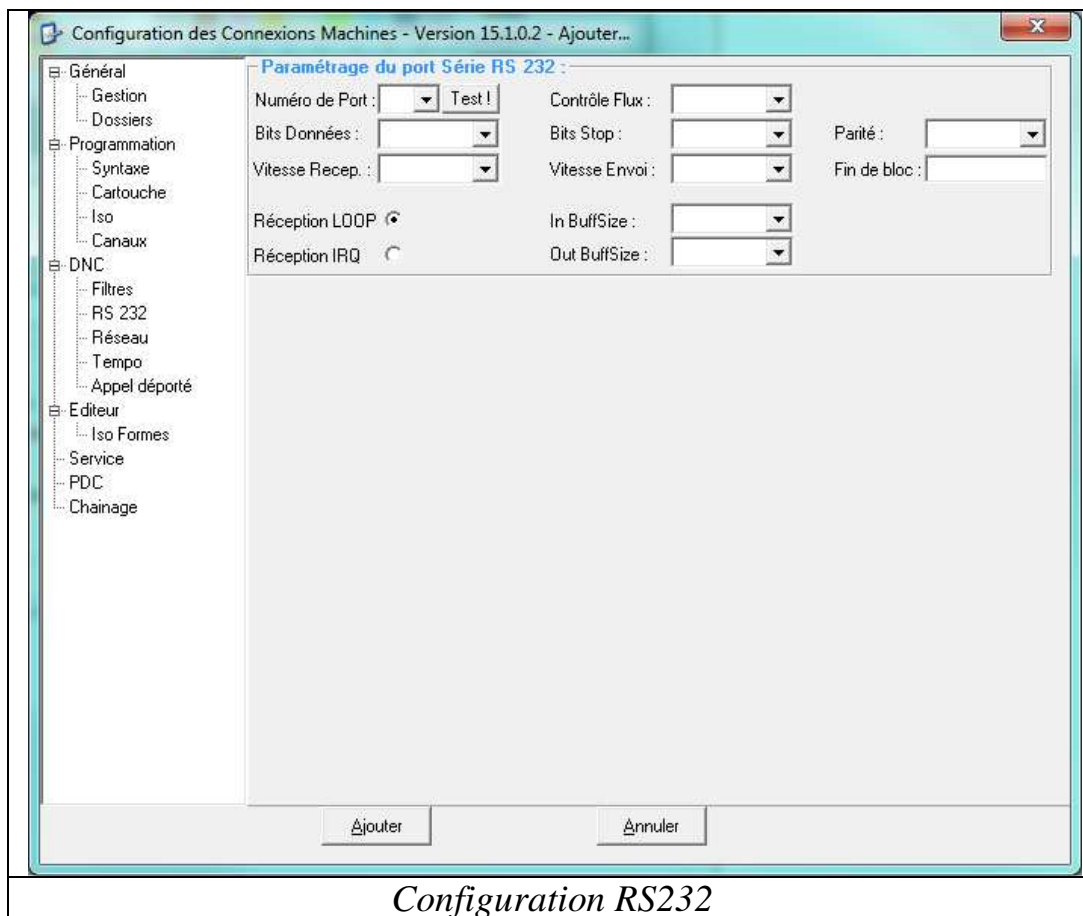 Configuration des Connexions Machines - Version 15.1.0.2 - Ajouter...
Général
Gestion
Dossiers
Programmation
Syntaxe
Cartouche
Iso
Canaux
DNC
Filtres
RS 232
Réseau
Tempo
Appel déporté
Editeur
Iso Formes
Service
PDC
Chainage
Paramétrage du port Série RS 232 :
Numéro de Port : Test ! Contrôle Flux :
Bits Données : Bits Stop : Parité :
Vitesse Recep. : Vitesse Envoi : Fin de bloc :
Réception LOOP In BuffSize :
Réception IRQ Out BuffSize :
Ajouter Annuler
Configuration RS232